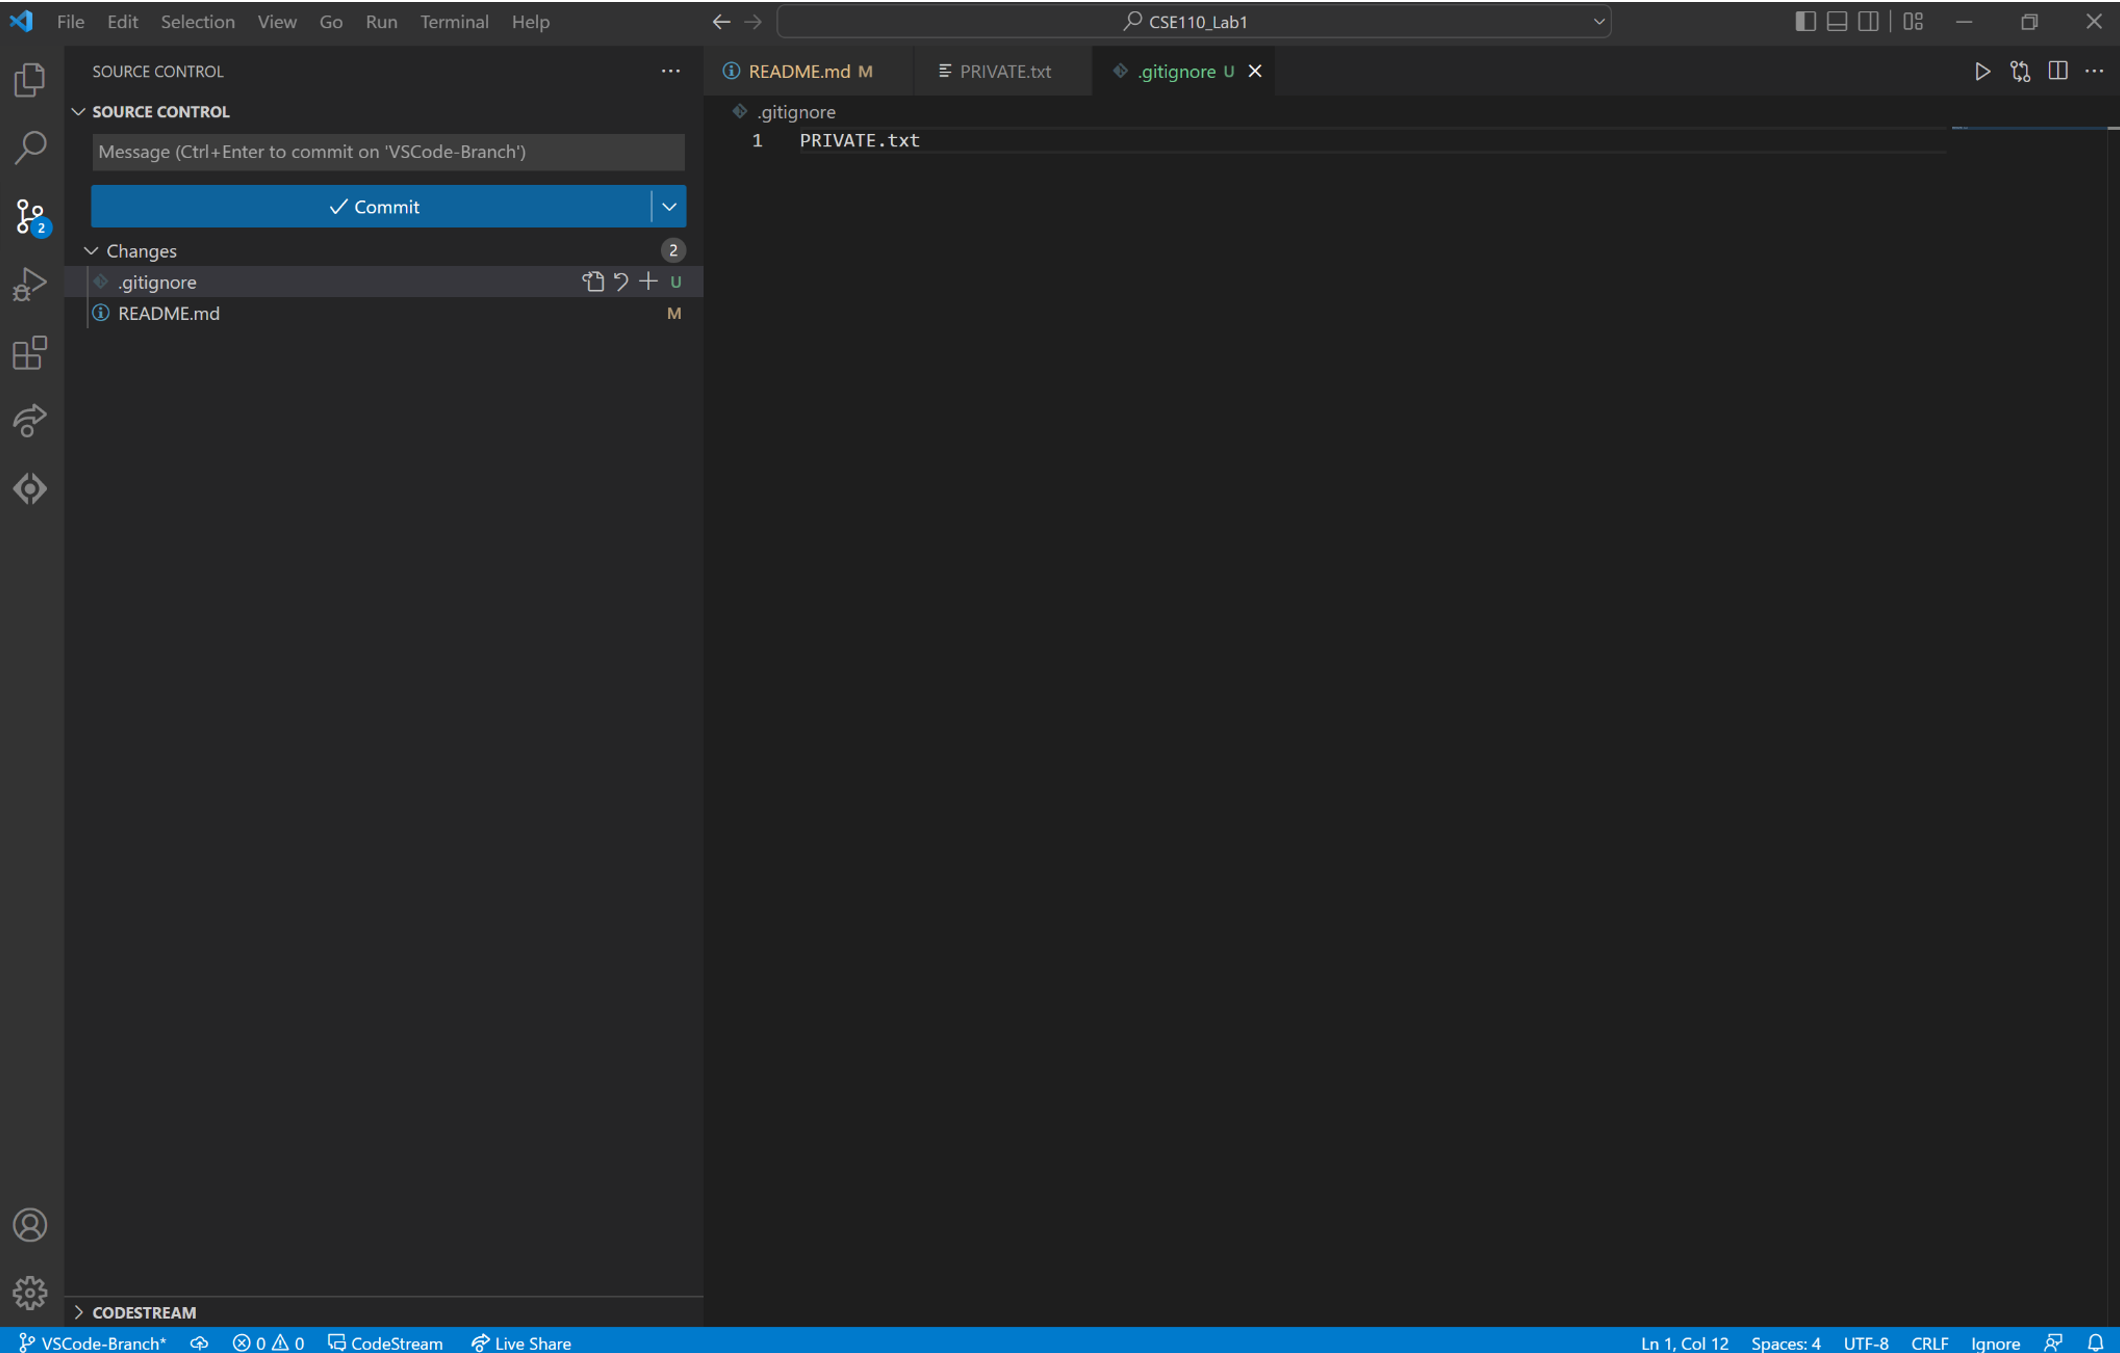 File Edit Selection View Go Run Terminal Help
CSE110_Lab1
SOURCE CONTROL
README.md M
PRIVATE.txt
.gitignore U
SOURCE CONTROL
.gitignore
Message (Ctrl+Enter to commit on 'VSCode-Branch')
1 PRIVATE.txt
Commit
2
Changes 2
.gitignore U
README.md M
CODESTREAM
VSCode-Branch* 0 0 CodeStream Live Share Ln 1, Col 12 Spaces: 4 UTF-8 CRLF Ignore